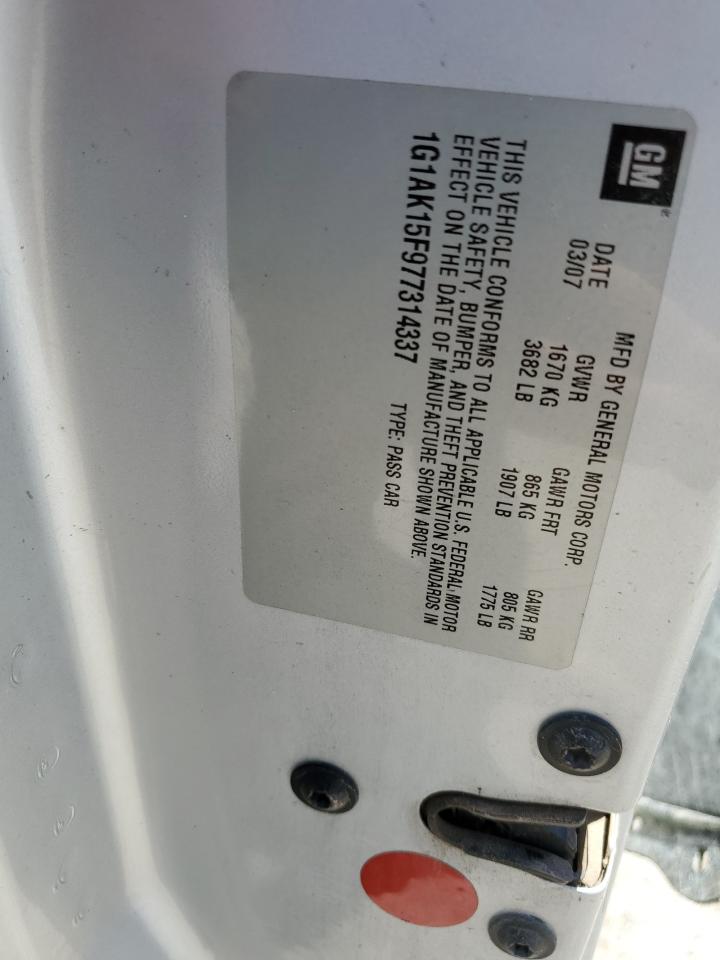 GM
MFD BY GENERAL MOTORS CORP.
DATE GVWR GAWR FRT GAWR RR
03/07 1670 KG 865 KG 805 KG
3682 LB 1907 LB 1775 LB
THIS VEHICLE CONFORMS TO ALL APPLICABLE U.S. FEDERAL MOTOR
VEHICLE SAFETY, BUMPER, AND THEFT PREVENTION STANDARDS IN
EFFECT ON THE DATE OF MANUFACTURE SHOWN ABOVE.
1G1AK15F977314337 TYPE: PASS CAR